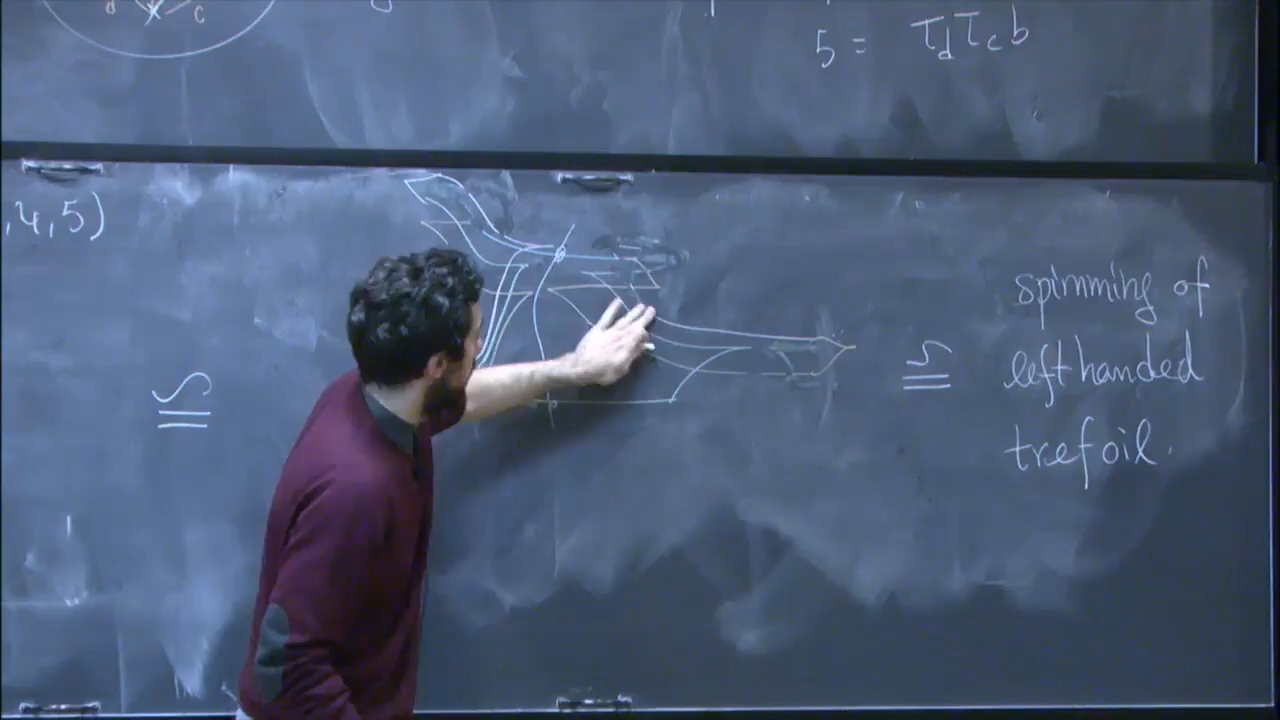 d c
5 = τ_d τ_c b
,4,5)
≅
≅
spinning of
left handed
trefoil.